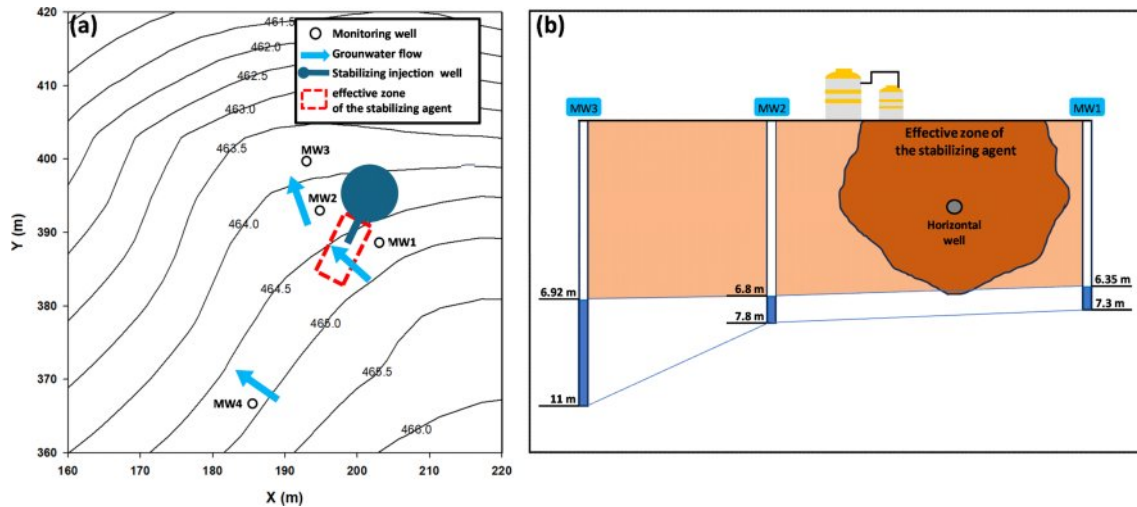 (a)
420
410
400
390
380
370
360
Y (m)
160
170
180
190
200
210
220
X (m)
461.5
462.0
462.5
463.0
463.5
464.0
464.5
465.0
465.5
466.0
Monitoring well
Grounwater flow
Stabilizing injection well
effective zone
of the stabilizing agent
MW3
MW2
MW1
MW4
(b)
MW3
MW2
MW1
Effective zone of
the stabilizing agent
Horizontal
well
6.92 m
6.8 m
6.35 m
7.8 m
7.3 m
11 m